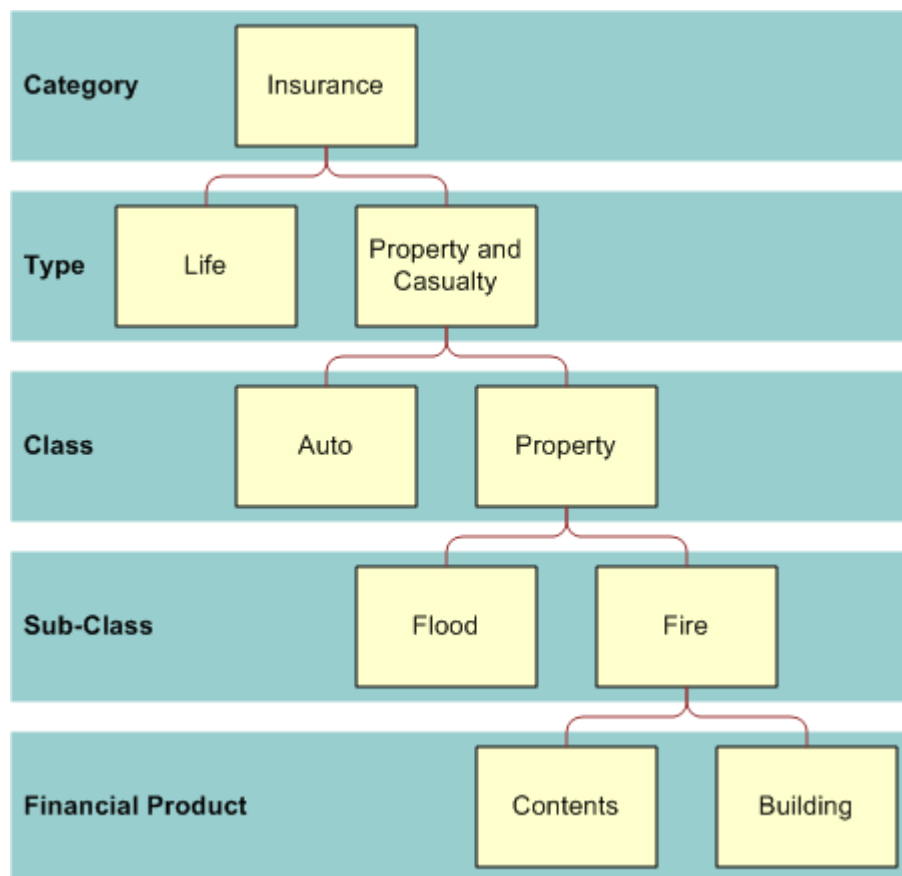 Category
Insurance
Type
Life
Property and
Casualty
Class
Auto
Property
Sub-Class
Flood
Fire
Financial Product
Contents
Building